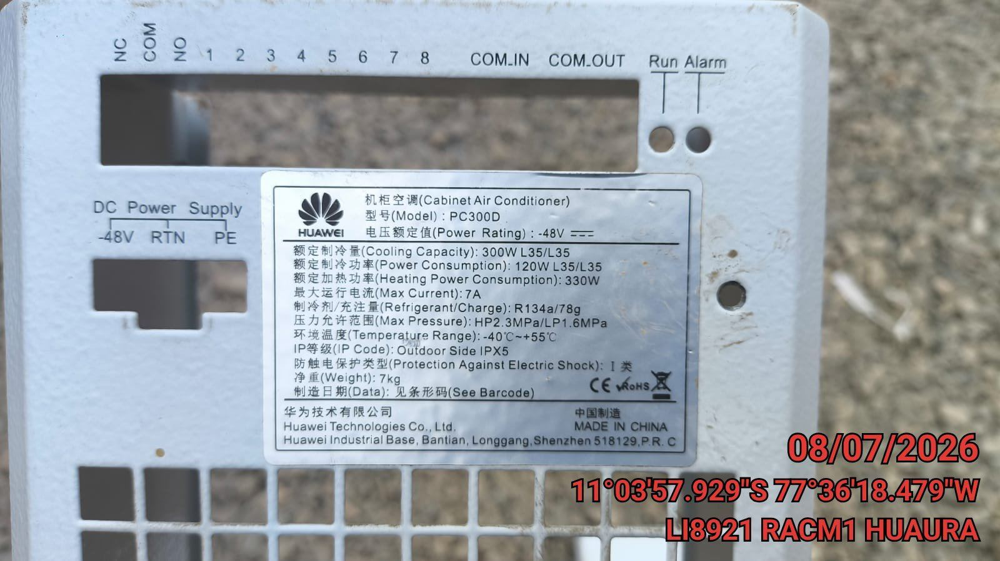 NC COM NO 1 2 3 4 5 6 7 8 COM_IN COM_OUT Run Alarm
DC Power Supply
-48V RTN PE
HUAWEI
机柜空调(Cabinet Air Conditioner)
型号(Model) : PC300D
电压额定值(Power Rating) : -48V ⎓
额定制冷量(Cooling Capacity): 300W L35/L35
额定制冷功率(Power Consumption): 120W L35/L35
额定加热功率(Heating Power Consumption): 330W
最大运行电流(Max Current): 7A
制冷剂/充注量(Refrigerant/Charge): R134a/78g
压力允许范围(Max Pressure): HP2.3MPa/LP1.6MPa
环境温度(Temperature Range): -40℃~+55℃
IP等级(IP Code): Outdoor Side IPX5
防触电保护类型(Protection Against Electric Shock): I 类
净重(Weight): 7kg
制造日期(Data): 见条形码(See Barcode)
CE RoHS
华为技术有限公司
Huawei Technologies Co., Ltd.
中国制造
MADE IN CHINA
Huawei Industrial Base, Bantian, Longgang,Shenzhen 518129,P.R. C
08/07/2026
11°03'57.929"S 77°36'18.479"W
LI8921 RACM1 HUAURA